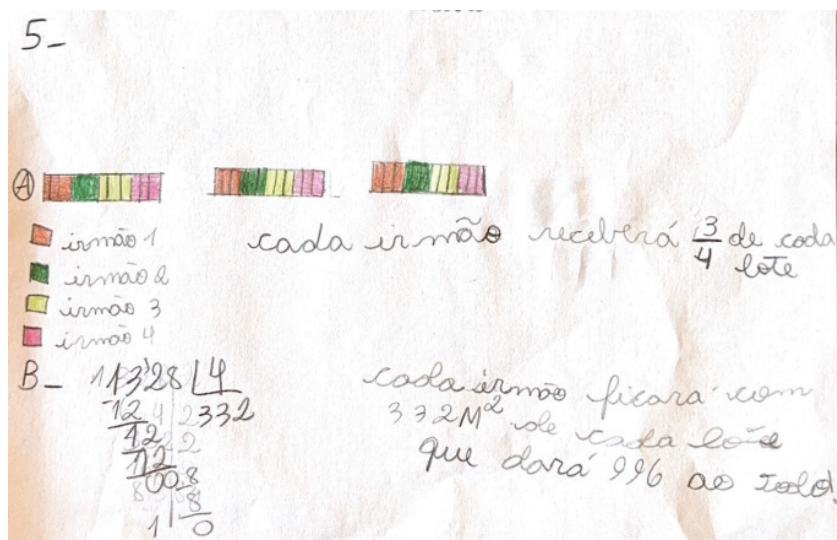 5-
A
irmão 1
irmão 2
irmão 3
irmão 4
cada irmão receberá 3/4 de cada
lote
B- 1328 4
12 332
12
12
008
8
0
cada irmão ficara com
332M² de cada lote
que dará 996 ao todo!